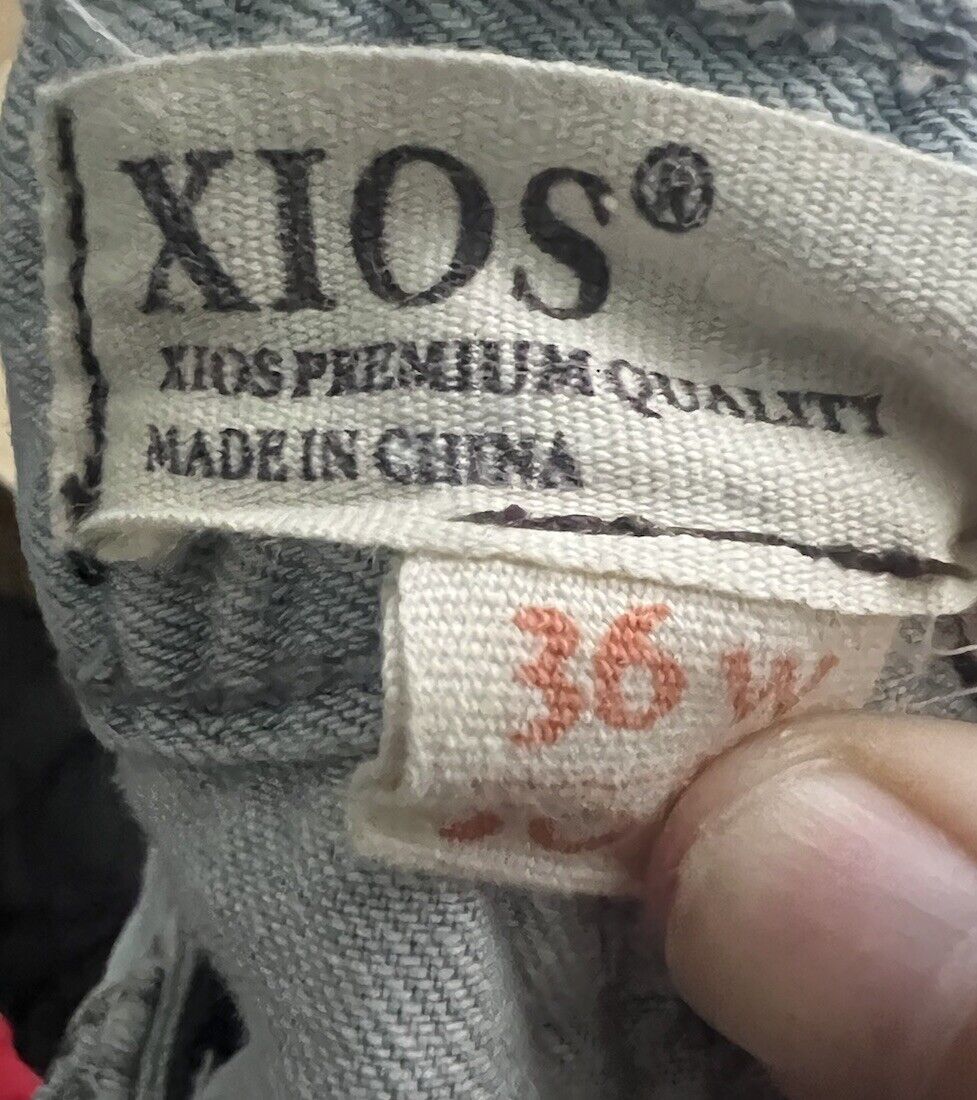 XIOS®
XIOS PREMIUM QUALITY
MADE IN CHINA
36 W